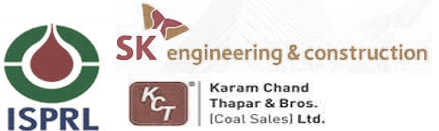 SK engineering & construction
ISPRL
KCT
Karam Chand
Thapar & Bros.
(Coal Sales) Ltd.